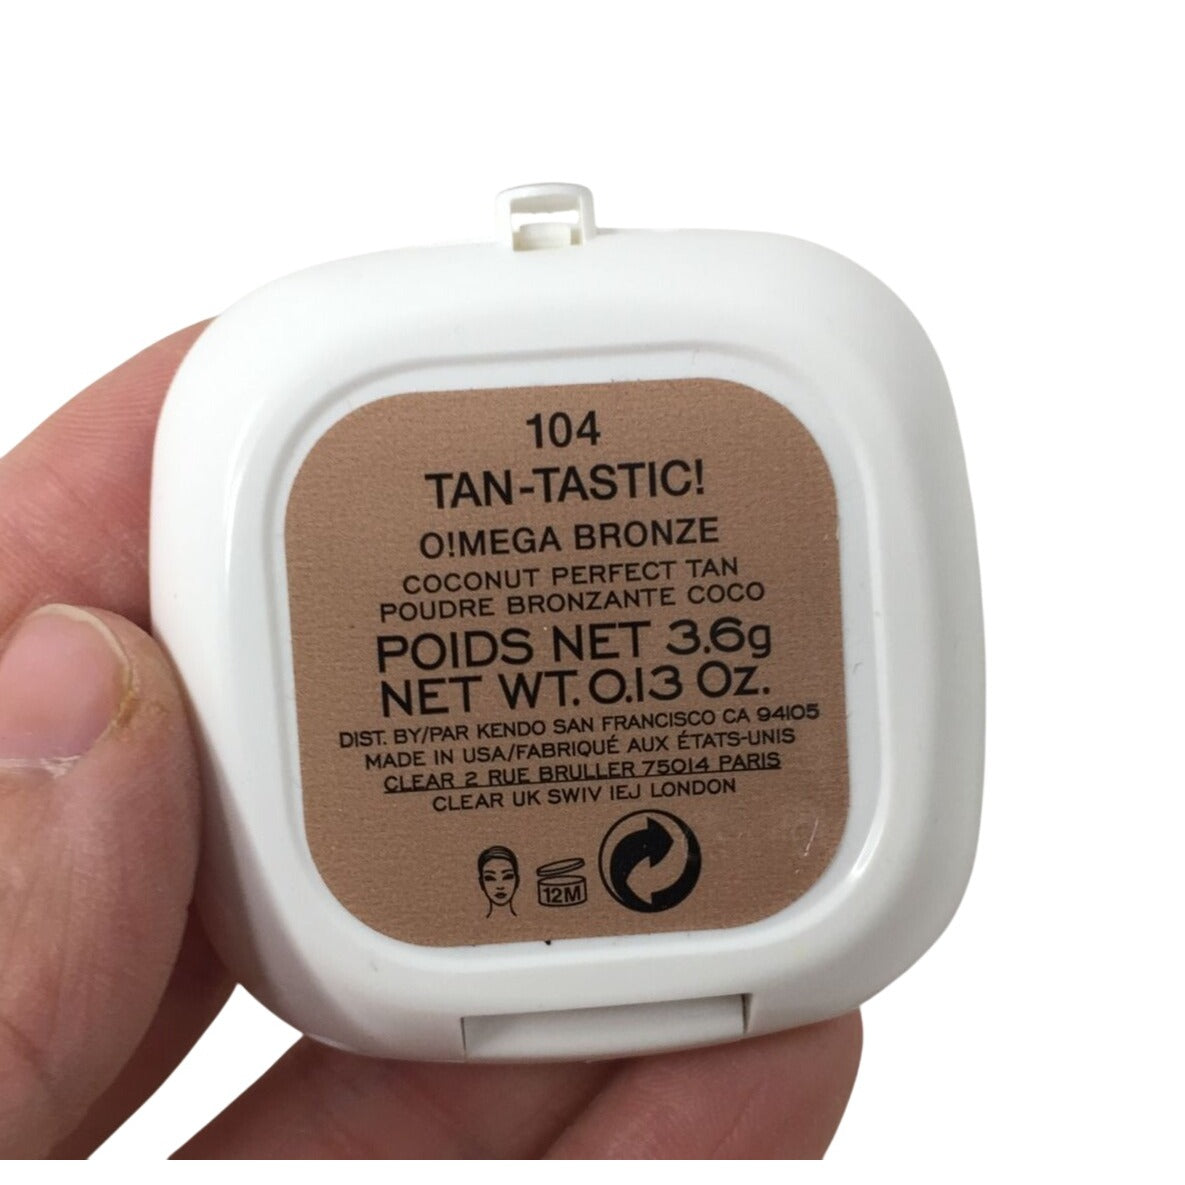 104
TAN-TASTIC!
O!MEGA BRONZE
COCONUT PERFECT TAN
POUDRE BRONZANTE COCO
POIDS NET 3.6g
NET WT. 0.13 Oz.
DIST. BY/PAR KENDO SAN FRANCISCO CA 94105
MADE IN USA/FABRIQUÉ AUX ÉTATS-UNIS
CLEAR 2 RUE BRULLER 75014 PARIS
CLEAR UK SW1V 1EJ LONDON
12M